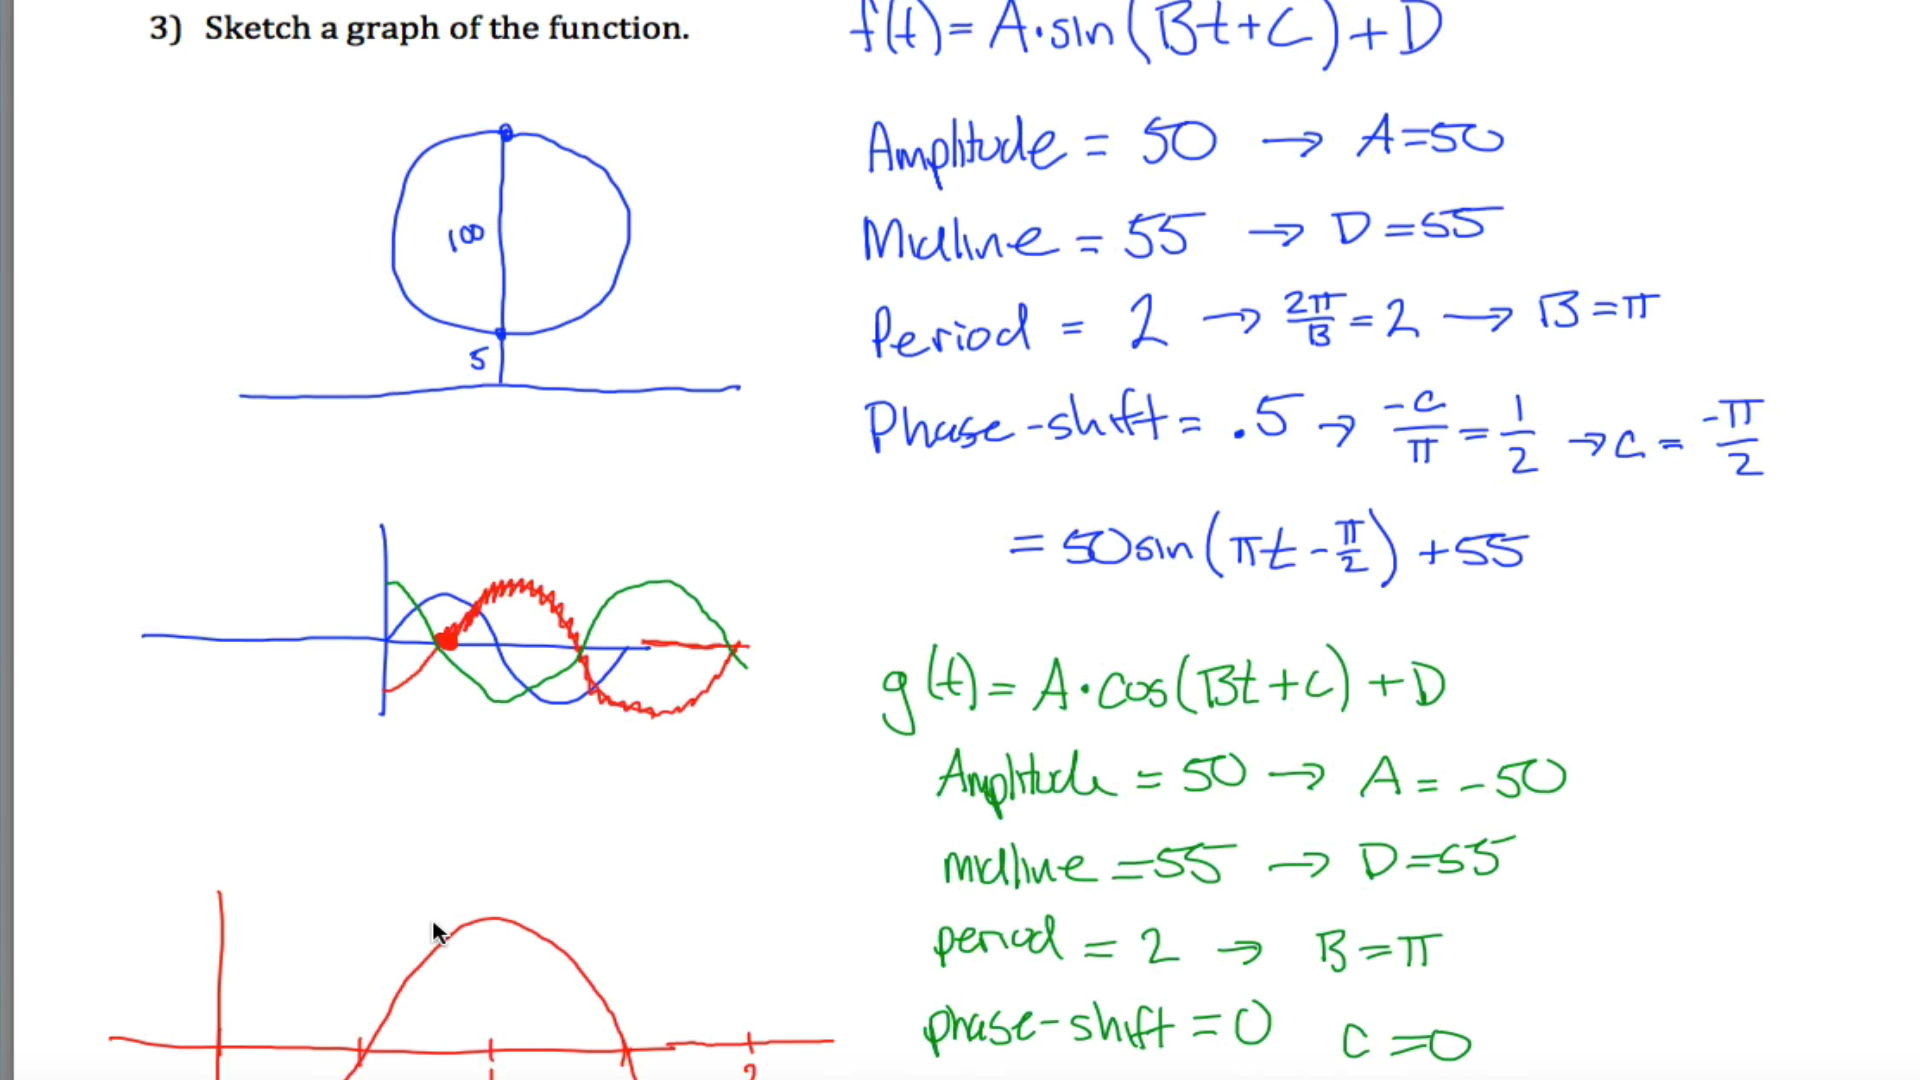 3) Sketch a graph of the function.
f(t) = A·sin(Bt+C)+D
Amplitude = 50 → A=50
100
Midline = 55 → D=55
Period = 2 → 2π/B = 2 → B=π
5
Phase-shift = .5 → -C/π = 1/2 → C = -π/2
= 50sin(πt - π/2) + 55
g(t) = A·cos(Bt+C)+D
Amplitude = 50 → A = -50
midline = 55 → D=55
period = 2 → B=π
phase-shift = 0 C=0